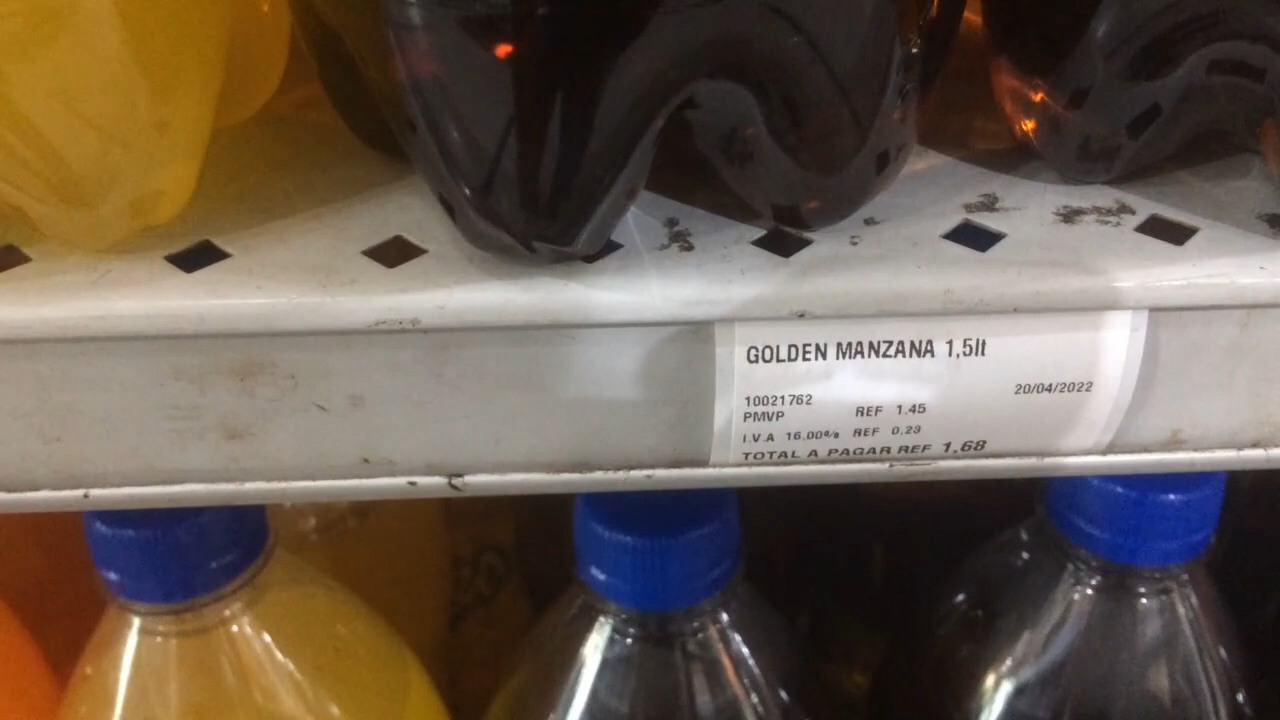 GOLDEN MANZANA 1,5lt
20/04/2022
10021762
PMVP REF 1,45
I.V.A 16,00% REF 0,23
TOTAL A PAGAR REF 1,68